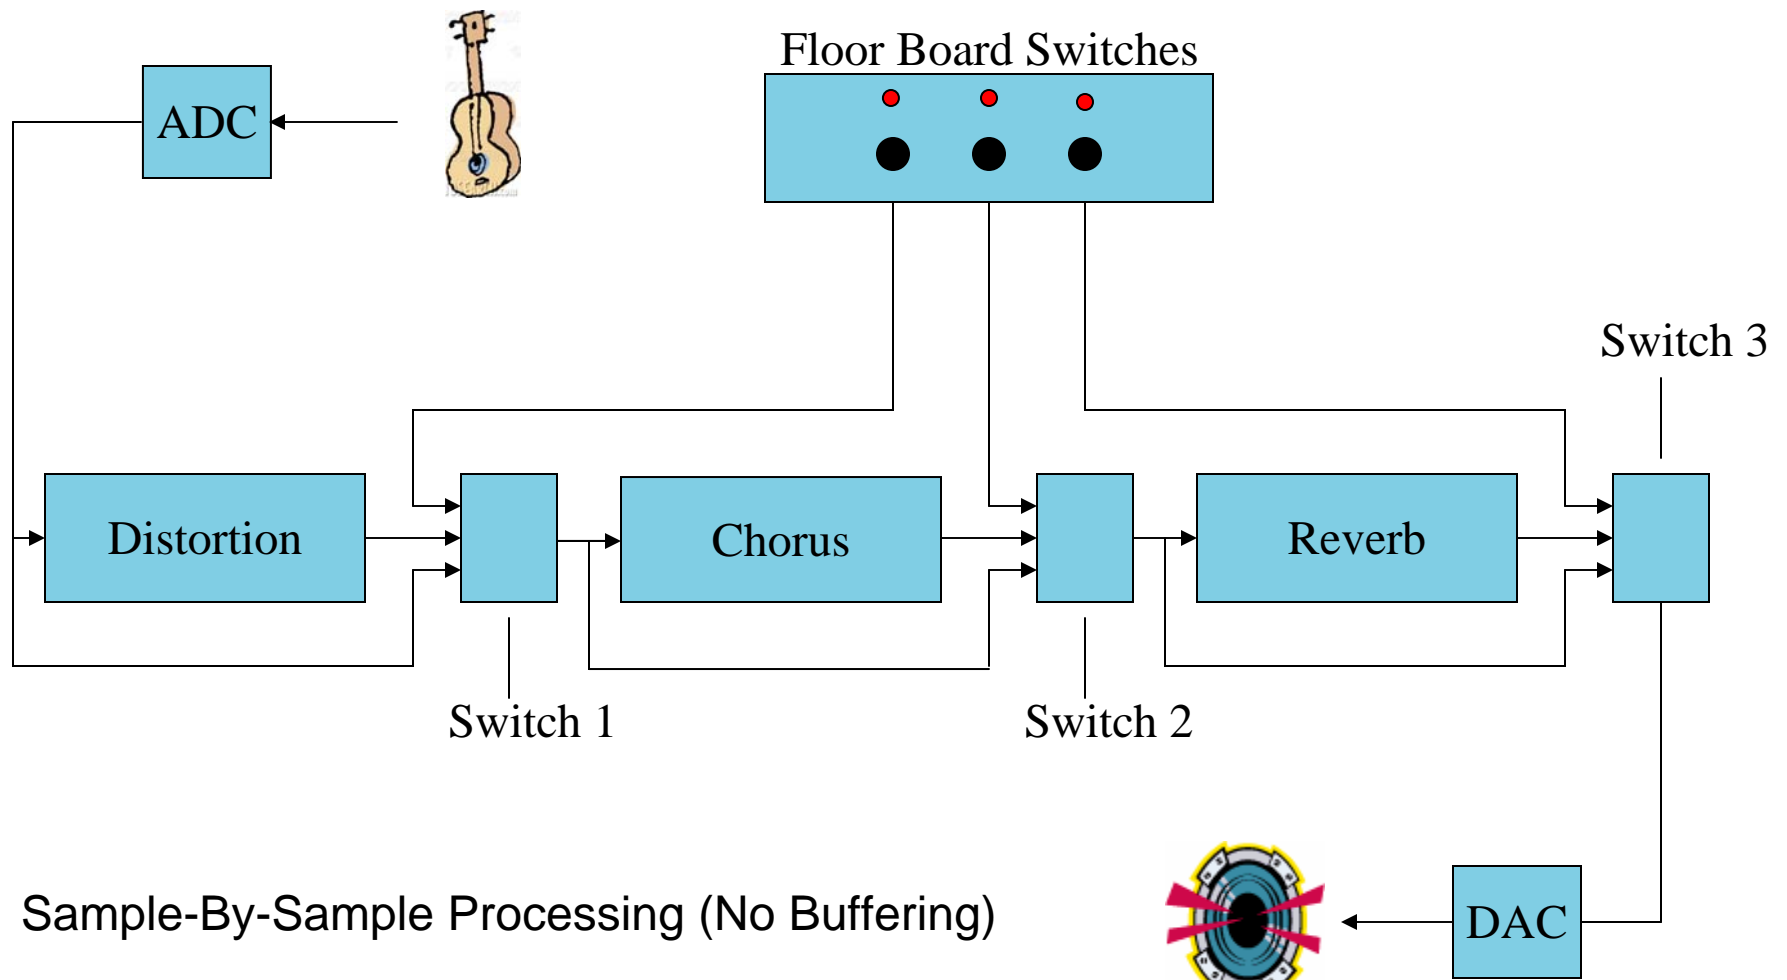 Floor Board Switches
ADC
Switch 3
Distortion
Chorus
Reverb
Switch 1
Switch 2
Sample-By-Sample Processing (No Buffering)
DAC